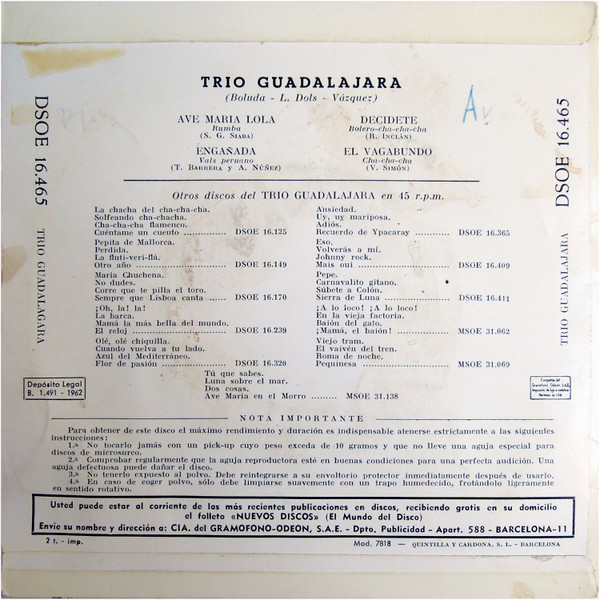 TRIO GUADALAJARA
(Boluda - L. Dols - Vázquez)
Av
AVE MARIA LOLA
Rumba
(S. G. SIABA)
DECIDETE
Bolero-cha-cha-cha
(R. INCLÁN)
ENGAÑADA
Vals peruano
(T. BARRERA y A. NÚÑEZ)
EL VAGABUNDO
Cha-cha-cha
(V. SIMÓN)
DSOE 16.465
TRIO GUADALAGARA
DSOE 16.465
TRIO GUADALAJARA
Otros discos del TRIO GUADALAJARA en 45 r.p.m.
La chacha del cha-cha-cha.
Solfeando cha-chacha.
Cha-cha-cha flamenco.
Cuéntame un cuento .................. DSOE 16.125
Pepita de Mallorca.
Perdida.
La fluti-veri-flá.
Otro año .................. DSOE 16.149
María Chuchena.
No dudes.
Corre que te pilla el toro.
Sempre que Lisboa canta ........ DSOE 16.170
¡Oh, la! la!
La barca.
Mamá la más bella del mundo.
El reloj .................. DSOE 16.239
Olé, olé chiquilla.
Cuando vuelva a tu lado.
Azul del Mediterráneo.
Flor de pasión .................. DSOE 16.320
Ansiedad.
Uy, uy mariposa.
Adiós.
Recuerdo de Ypacaray ............ DSOE 16.365
Eso.
Volverás a mí.
Johnny rock.
Mais oui .................. DSOE 16.409
Pepe.
Carnavalito gitano.
Súbete a Colón.
Sierra de Luna .................. DSOE 16.411
¡A lo loco! ¡A lo loco!
En la vieja factoría.
Baión del gato.
¡Mamá, el baión! .................. MSOE 31.062
Viejo tram.
El vaivén del tren.
Roma de noche.
Pequinesa .................. MSOE 31.069
Tú que sabes.
Luna sobre el mar.
Dos cosas.
Ave María en el Morro .......... MSOE 31.138
Depósito Legal
B. 1,491 - 1962
NOTA IMPORTANTE
Para obtener de este disco el máximo rendimiento y duración es indispensable atenerse estrictamente a las siguientes
instrucciones:
1.ª No tocarlo jamás con un pick-up cuyo peso exceda de 10 gramos y que no lleve una aguja especial para
discos de microsurco.
2.ª Comprobar regularmente que la aguja reproductora esté en buenas condiciones para una perfecta audición. Una
aguja defectuosa puede dañar el disco.
3.ª No tenerlo expuesto al polvo. Debe reintegrarse a su envoltorio protector inmediatamente después de usarlo.
4.ª En caso de coger polvo, sólo debe limpiarse suavemente con un trapo humedecido, frotándolo ligeramente
en sentido rotativo.
Usted puede estar al corriente de las más recientes publicaciones en discos, recibiendo gratis en su domicilio
el folleto «NUEVOS DISCOS» (El Mundo del Disco)
Envíe su nombre y dirección a: CIA. del GRAMOFONO-ODEON, S.A.E. - Dpto. Publicidad - Apart. 588 - BARCELONA-11
2 t. - imp.
Mod. 7818 — QUINTILLA Y CARDONA, S. L. - BARCELONA